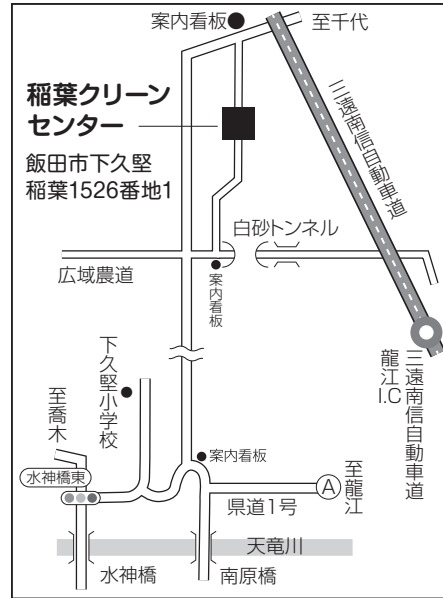 案内看板
至千代
稲葉クリーン
センター
飯田市下久堅
稲葉1526番地1
三遠南信自動車道
白砂トンネル
広域農道
案内看板
三遠南信自動車道
龍江I.C
下久堅小学校
至喬木
案内看板
水神橋東
至龍江
A
県道1号
天竜川
水神橋
南原橋